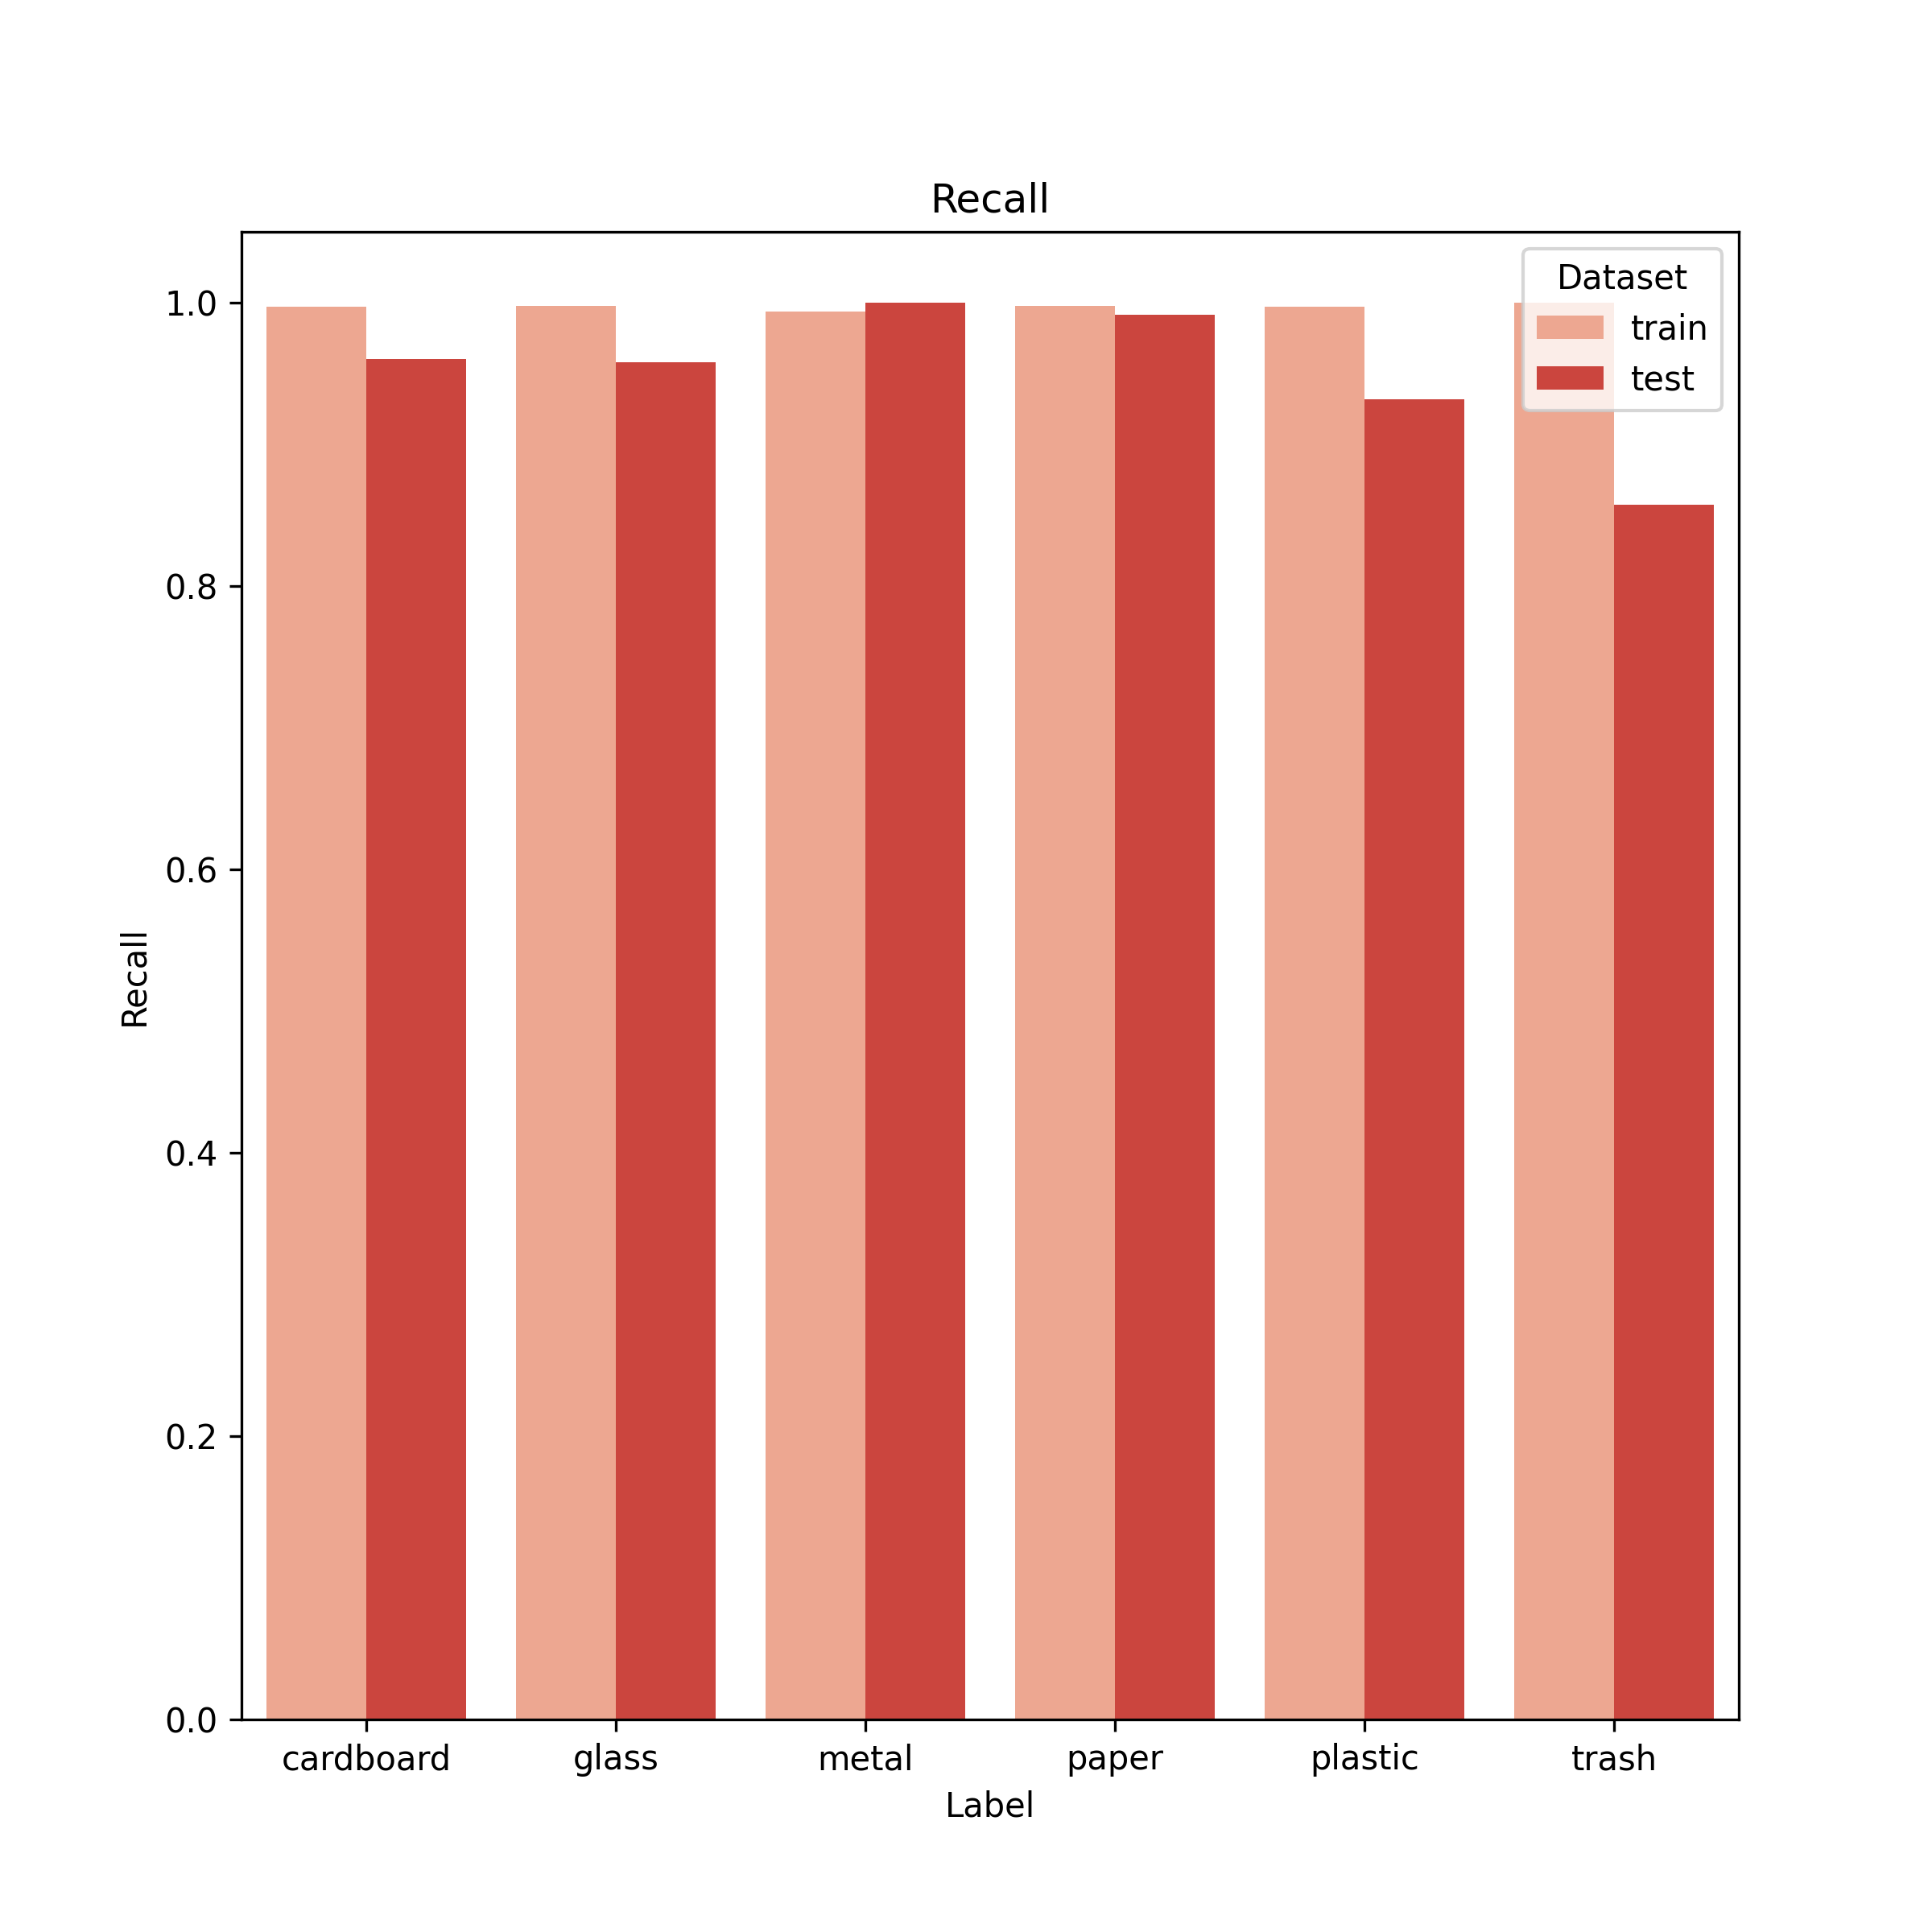 Recall
Dataset
train
test
1.0
0.8
0.6
0.4
0.2
0.0
Recall
cardboard glass metal paper plastic trash
Label